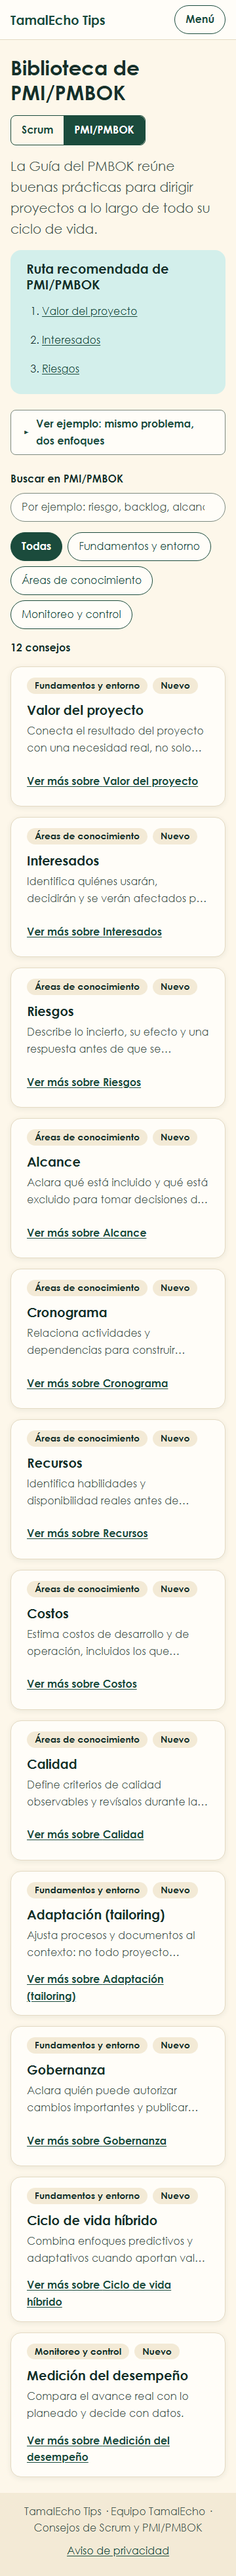 TamalEcho Tips
Menú
Biblioteca de
PMI/PMBOK
Scrum
PMI/PMBOK
La Guía del PMBOK reúne
buenas prácticas para dirigir
proyectos a lo largo de todo su
ciclo de vida.
Ruta recomendada de
PMI/PMBOK
1. Valor del proyecto
2. Interesados
3. Riesgos
Ver ejemplo: mismo problema,
dos enfoques
Buscar en PMI/PMBOK
Por ejemplo: riesgo, backlog, alcanc
Todas
Fundamentos y entorno
Áreas de conocimiento
Monitoreo y control
12 consejos
Fundamentos y entorno
Nuevo
Valor del proyecto
Conecta el resultado del proyecto
con una necesidad real, no solo...
Ver más sobre Valor del proyecto
Áreas de conocimiento
Nuevo
Interesados
Identifica quiénes usarán,
decidirán y se verán afectados p...
Ver más sobre Interesados
Áreas de conocimiento
Nuevo
Riesgos
Describe lo incierto, su efecto y una
respuesta antes de que se...
Ver más sobre Riesgos
Áreas de conocimiento
Nuevo
Alcance
Aclara qué está incluido y qué está
excluido para tomar decisiones d...
Ver más sobre Alcance
Áreas de conocimiento
Nuevo
Cronograma
Relaciona actividades y
dependencias para construir...
Ver más sobre Cronograma
Áreas de conocimiento
Nuevo
Recursos
Identifica habilidades y
disponibilidad reales antes de...
Ver más sobre Recursos
Áreas de conocimiento
Nuevo
Costos
Estima costos de desarrollo y de
operación, incluidos los que...
Ver más sobre Costos
Áreas de conocimiento
Nuevo
Calidad
Define criterios de calidad
observables y revísalos durante la...
Ver más sobre Calidad
Fundamentos y entorno
Nuevo
Adaptación (tailoring)
Ajusta procesos y documentos al
contexto: no todo proyecto...
Ver más sobre Adaptación
(tailoring)
Fundamentos y entorno
Nuevo
Gobernanza
Aclara quién puede autorizar
cambios importantes y publicar...
Ver más sobre Gobernanza
Fundamentos y entorno
Nuevo
Ciclo de vida híbrido
Combina enfoques predictivos y
adaptativos cuando aportan val...
Ver más sobre Ciclo de vida
híbrido
Monitoreo y control
Nuevo
Medición del desempeño
Compara el avance real con lo
planeado y decide con datos.
Ver más sobre Medición del
desempeño
TamalEcho Tips · Equipo TamalEcho ·
Consejos de Scrum y PMI/PMBOK
Aviso de privacidad